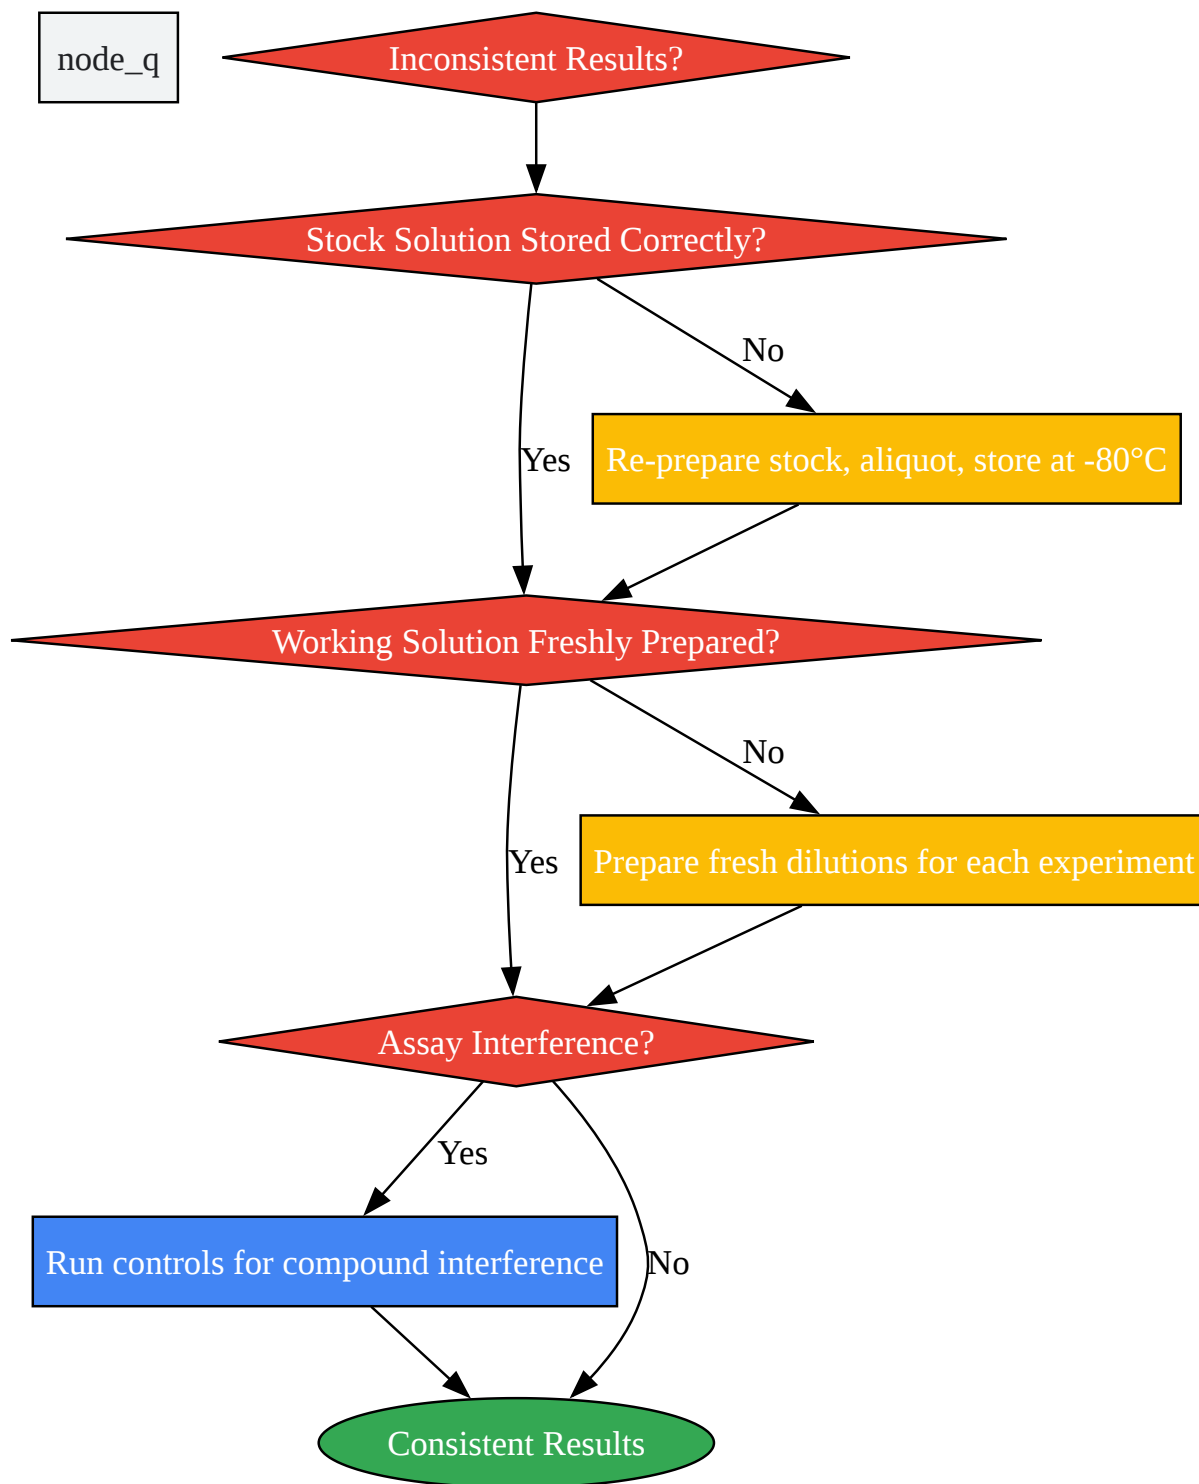 node_q
Inconsistent Results?
Stock Solution Stored Correctly?
No
Yes
Re-prepare stock, aliquot, store at -80°C
Working Solution Freshly Prepared?
No
Yes
Prepare fresh dilutions for each experiment
Assay Interference?
Yes
Run controls for compound interference
No
Consistent Results